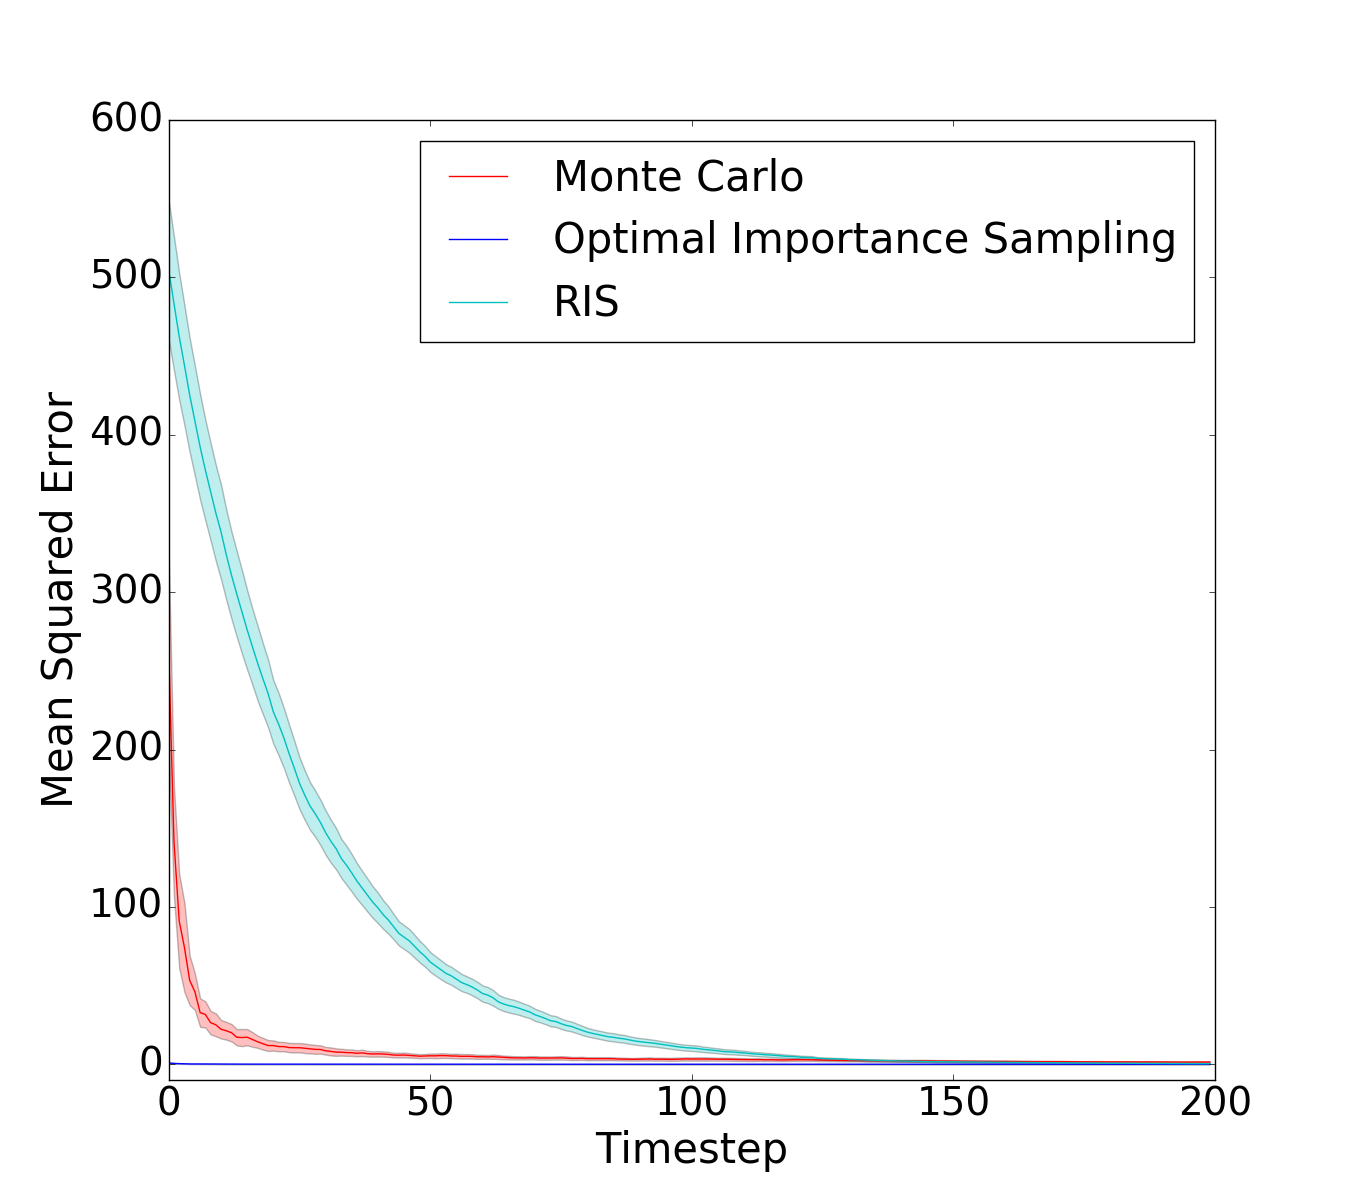 Monte Carlo
Optimal Importance Sampling
RIS
600
500
400
300
200
100
0
Mean Squared Error
0 50 100 150 200
Timestep